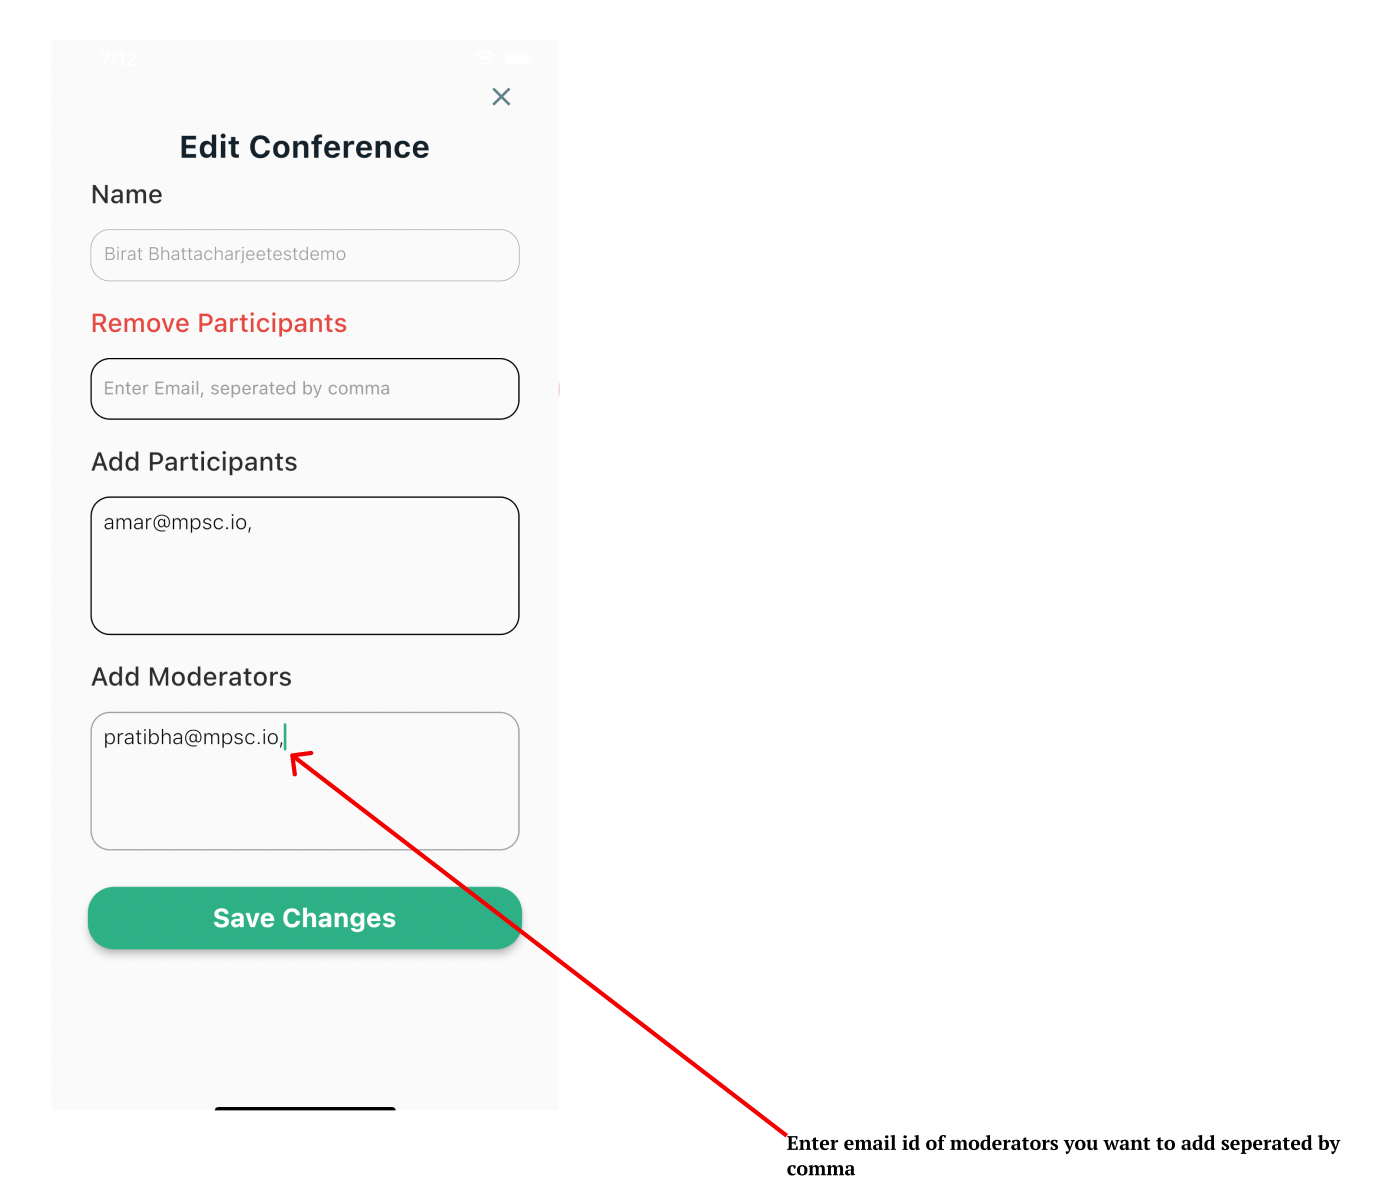 7:12
Edit Conference
Name
Birat Bhattacharjeetestdemo
Remove Participants
Enter Email, seperated by comma
Add Participants
amar@mpsc.io,
Add Moderators
pratibha@mpsc.io,
Save Changes
Enter email id of moderators you want to add seperated by
comma